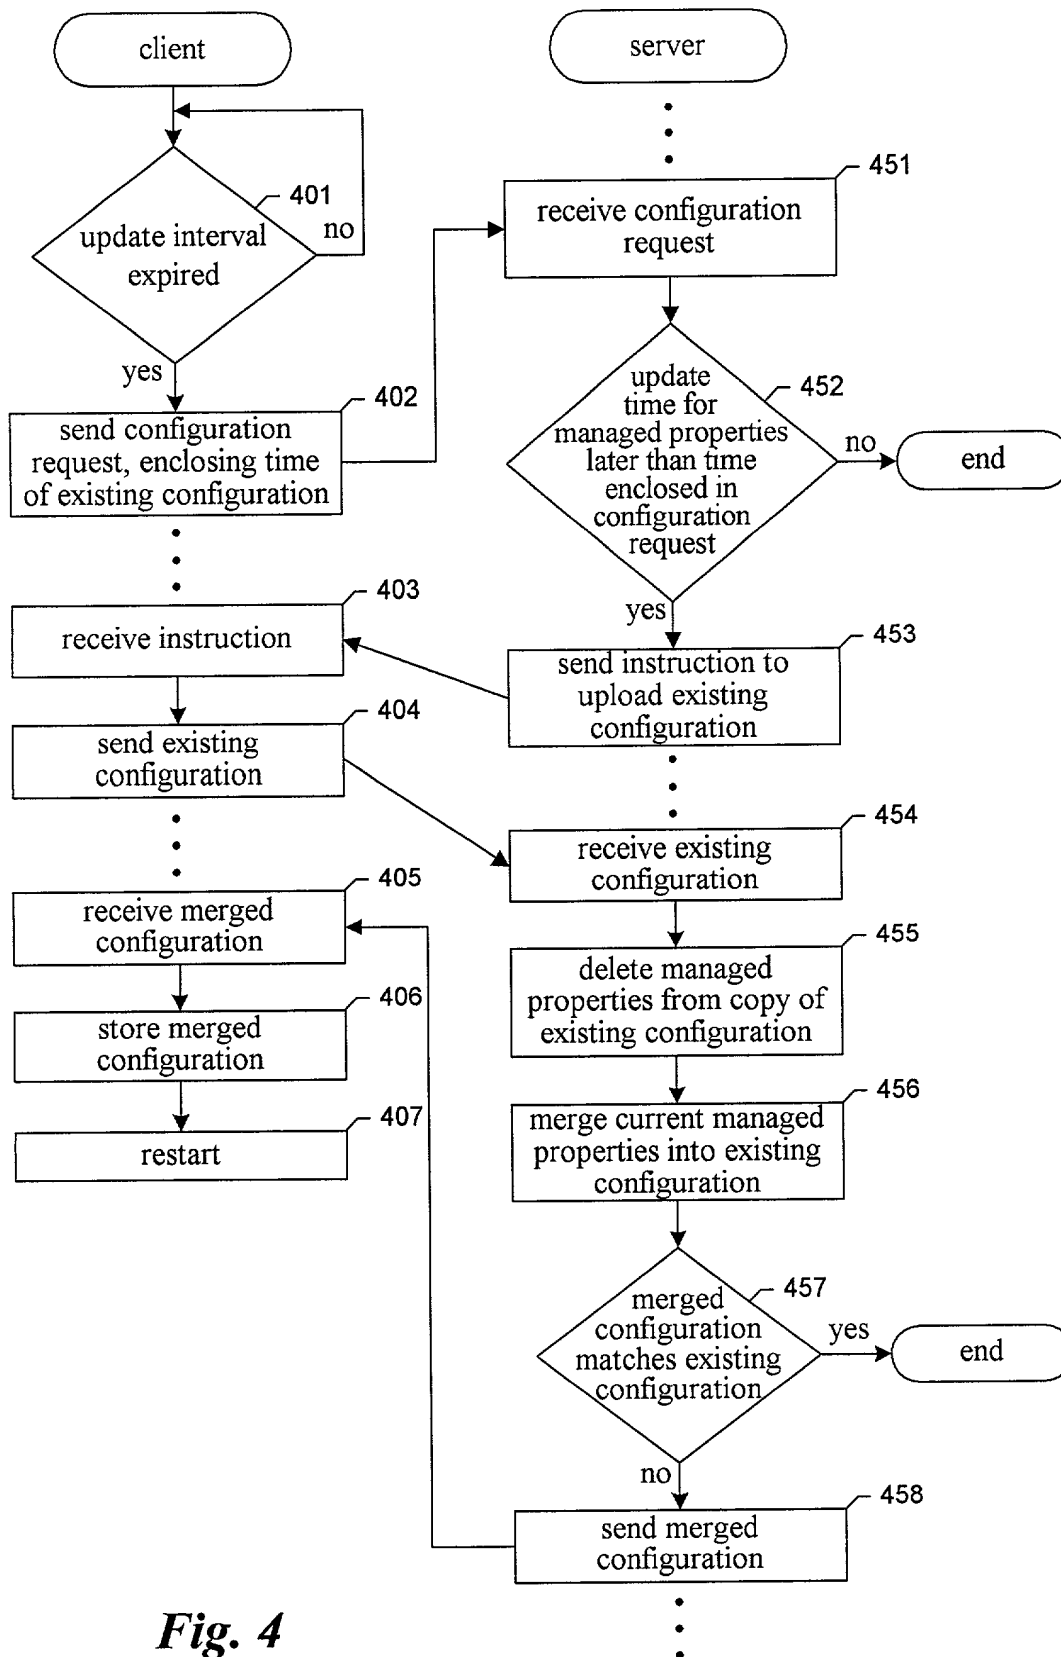 client
server
401
update interval
expired
no
yes
402
send configuration
request, enclosing time
of existing configuration
403
receive instruction
404
send existing
configuration
405
receive merged
configuration
406
store merged
configuration
407
restart
451
receive configuration
request
452
update
time for
managed properties
later than time
enclosed in
configuration
request
no
end
yes
453
send instruction to
upload existing
configuration
454
receive existing
configuration
455
delete managed
properties from copy of
existing configuration
456
merge current managed
properties into existing
configuration
457
merged
configuration
matches existing
configuration
yes
end
no
458
send merged
configuration
Fig. 4